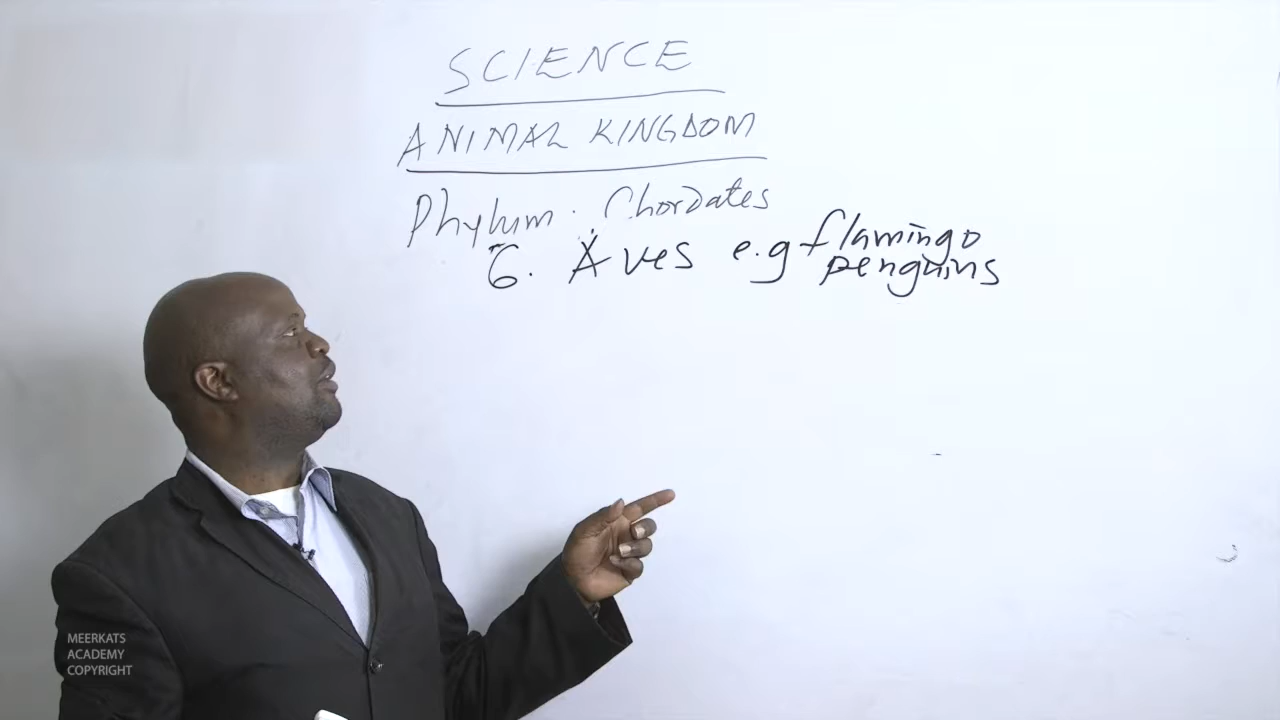 SCIENCE
ANIMAL KINGDOM
Phylum: Chordates
6. Aves e.g flamingo
penguins
MEERKATS
ACADEMY
COPYRIGHT